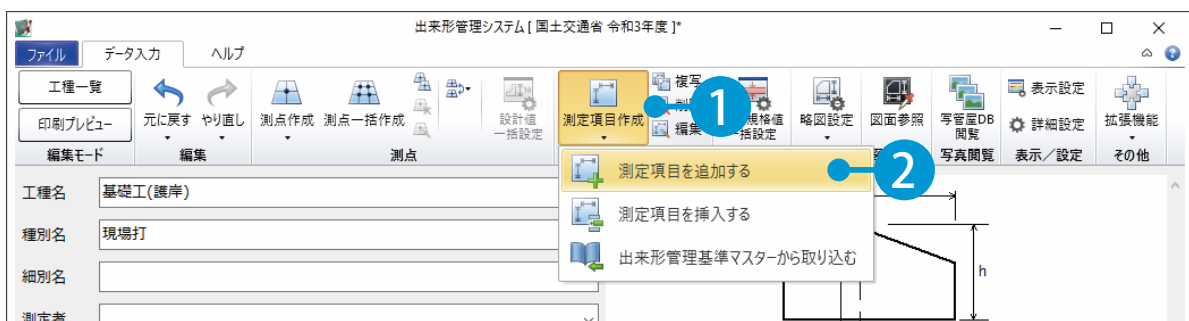 出来形管理システム [ 国土交通省 令和3年度 ]*
ファイル データ入力 ヘルプ
工種一覧
印刷プレビュー
編集モード
元に戻す やり直し
編集
測点作成 測点一括作成
設計値
一括設定
測点
測定項目作成
複写
編集
規格値
一括設定
略図設定 図面参照
写管屋DB
閲覧
写真閲覧
表示設定
詳細設定
表示/設定
拡張機能
その他
1
測定項目を追加する
2
測定項目を挿入する
出来形管理基準マスターから取り込む
工種名 基礎工(護岸)
種別名 現場打
細別名
測定者
h